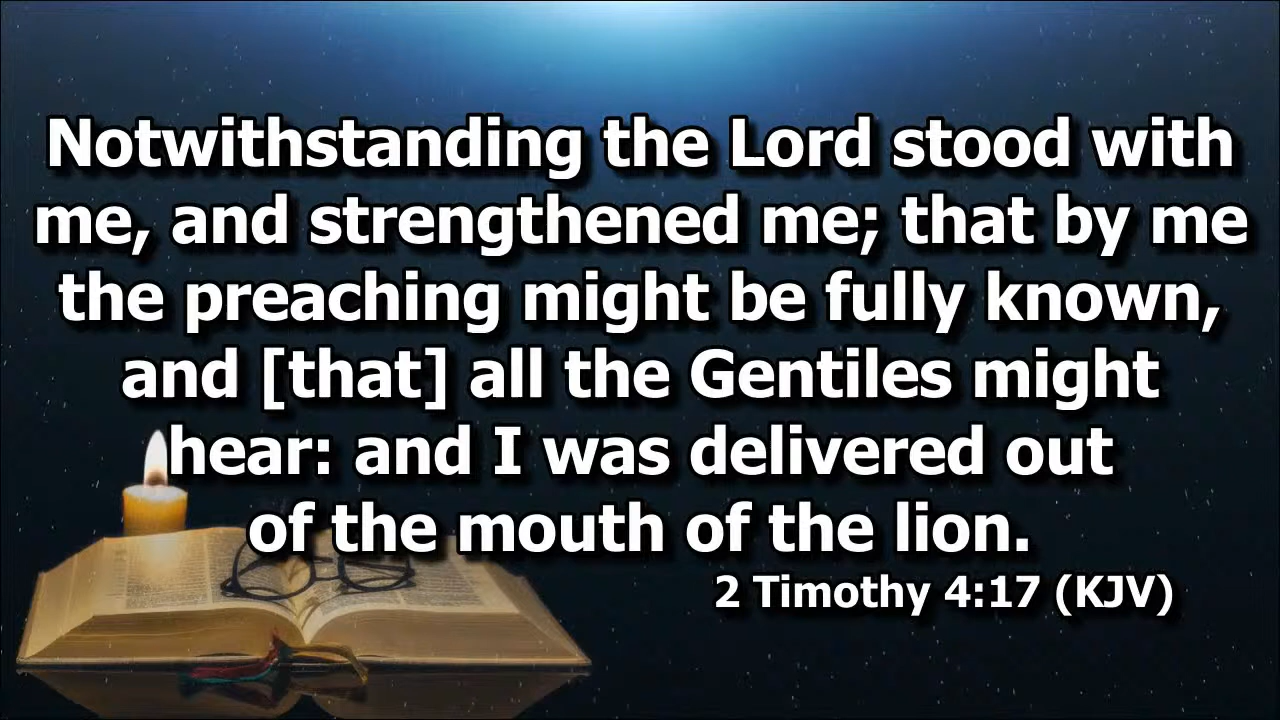 Notwithstanding the Lord stood with
me, and strengthened me; that by me
the preaching might be fully known,
and [that] all the Gentiles might
hear: and I was delivered out
of the mouth of the lion.
2 Timothy 4:17 (KJV)